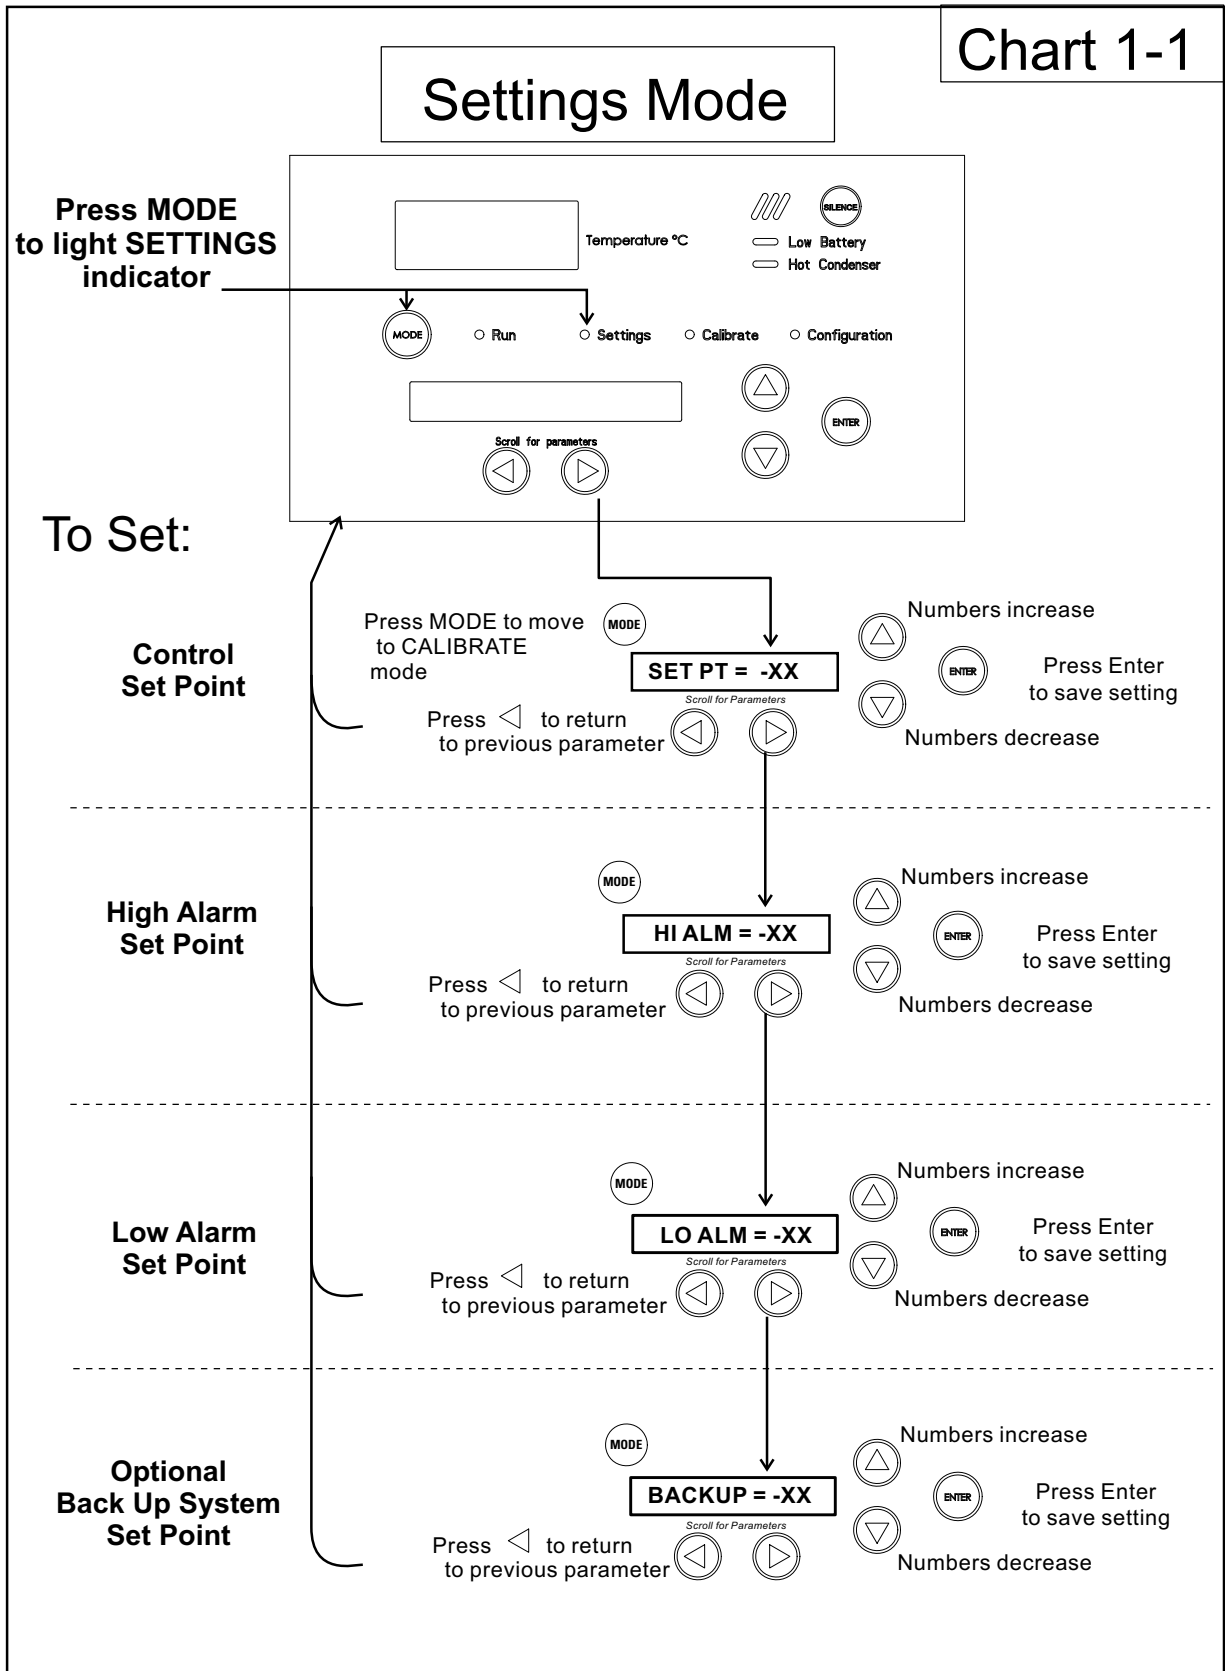 Chart 1-1
Settings Mode
Press MODE
to light SETTINGS
indicator
Temperature °C
SILENCE
Low Battery
Hot Condenser
MODE
Run
Settings
Calibrate
Configuration
ENTER
Scroll for parameters
To Set:
Control
Set Point
Press MODE to move
to CALIBRATE
mode
MODE
SET PT = -XX
Scroll for Parameters
Press to return
to previous parameter
Numbers increase
ENTER
Press Enter
to save setting
Numbers decrease
High Alarm
Set Point
MODE
HI ALM = -XX
Scroll for Parameters
Press to return
to previous parameter
Numbers increase
ENTER
Press Enter
to save setting
Numbers decrease
Low Alarm
Set Point
MODE
LO ALM = -XX
Scroll for Parameters
Press to return
to previous parameter
Numbers increase
ENTER
Press Enter
to save setting
Numbers decrease
Optional
Back Up System
Set Point
MODE
BACKUP = -XX
Scroll for Parameters
Press to return
to previous parameter
Numbers increase
ENTER
Press Enter
to save setting
Numbers decrease